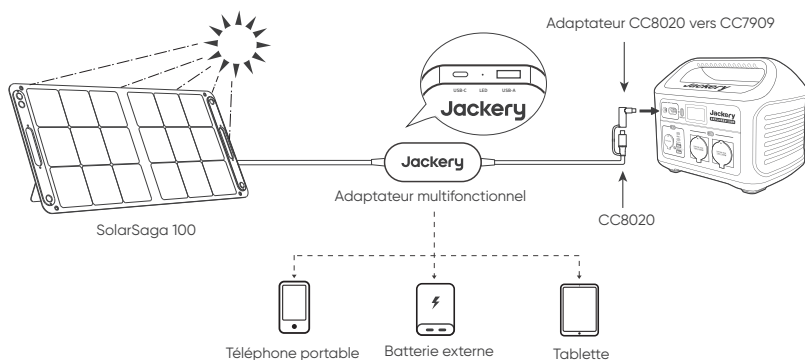 Adaptateur CC8020 vers CC7909
USB-C LED USB-A
Jackery
Jackery
Jackery
Adaptateur multifonctionnel
CC8020
SolarSaga 100
Téléphone portable
Batterie externe
Tablette